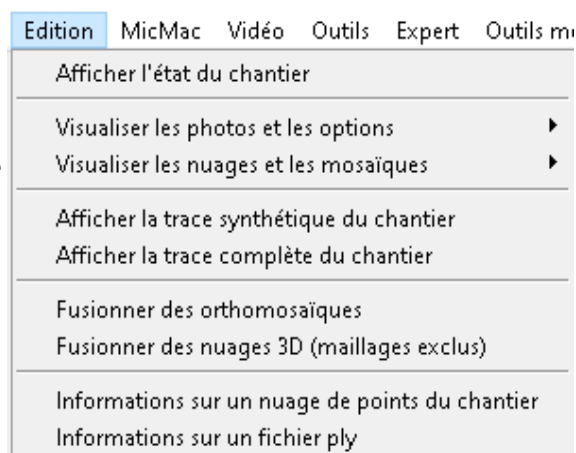 Edition MicMac Vidéo Outils Expert Outils
Afficher l'état du chantier
Visualiser les photos et les options
Visualiser les nuages et les mosaïques
Afficher la trace synthétique du chantier
Afficher la trace complète du chantier
Fusionner des orthomosaïques
Fusionner des nuages 3D (maillages exclus)
Informations sur un nuage de points du chantier
Informations sur un fichier ply